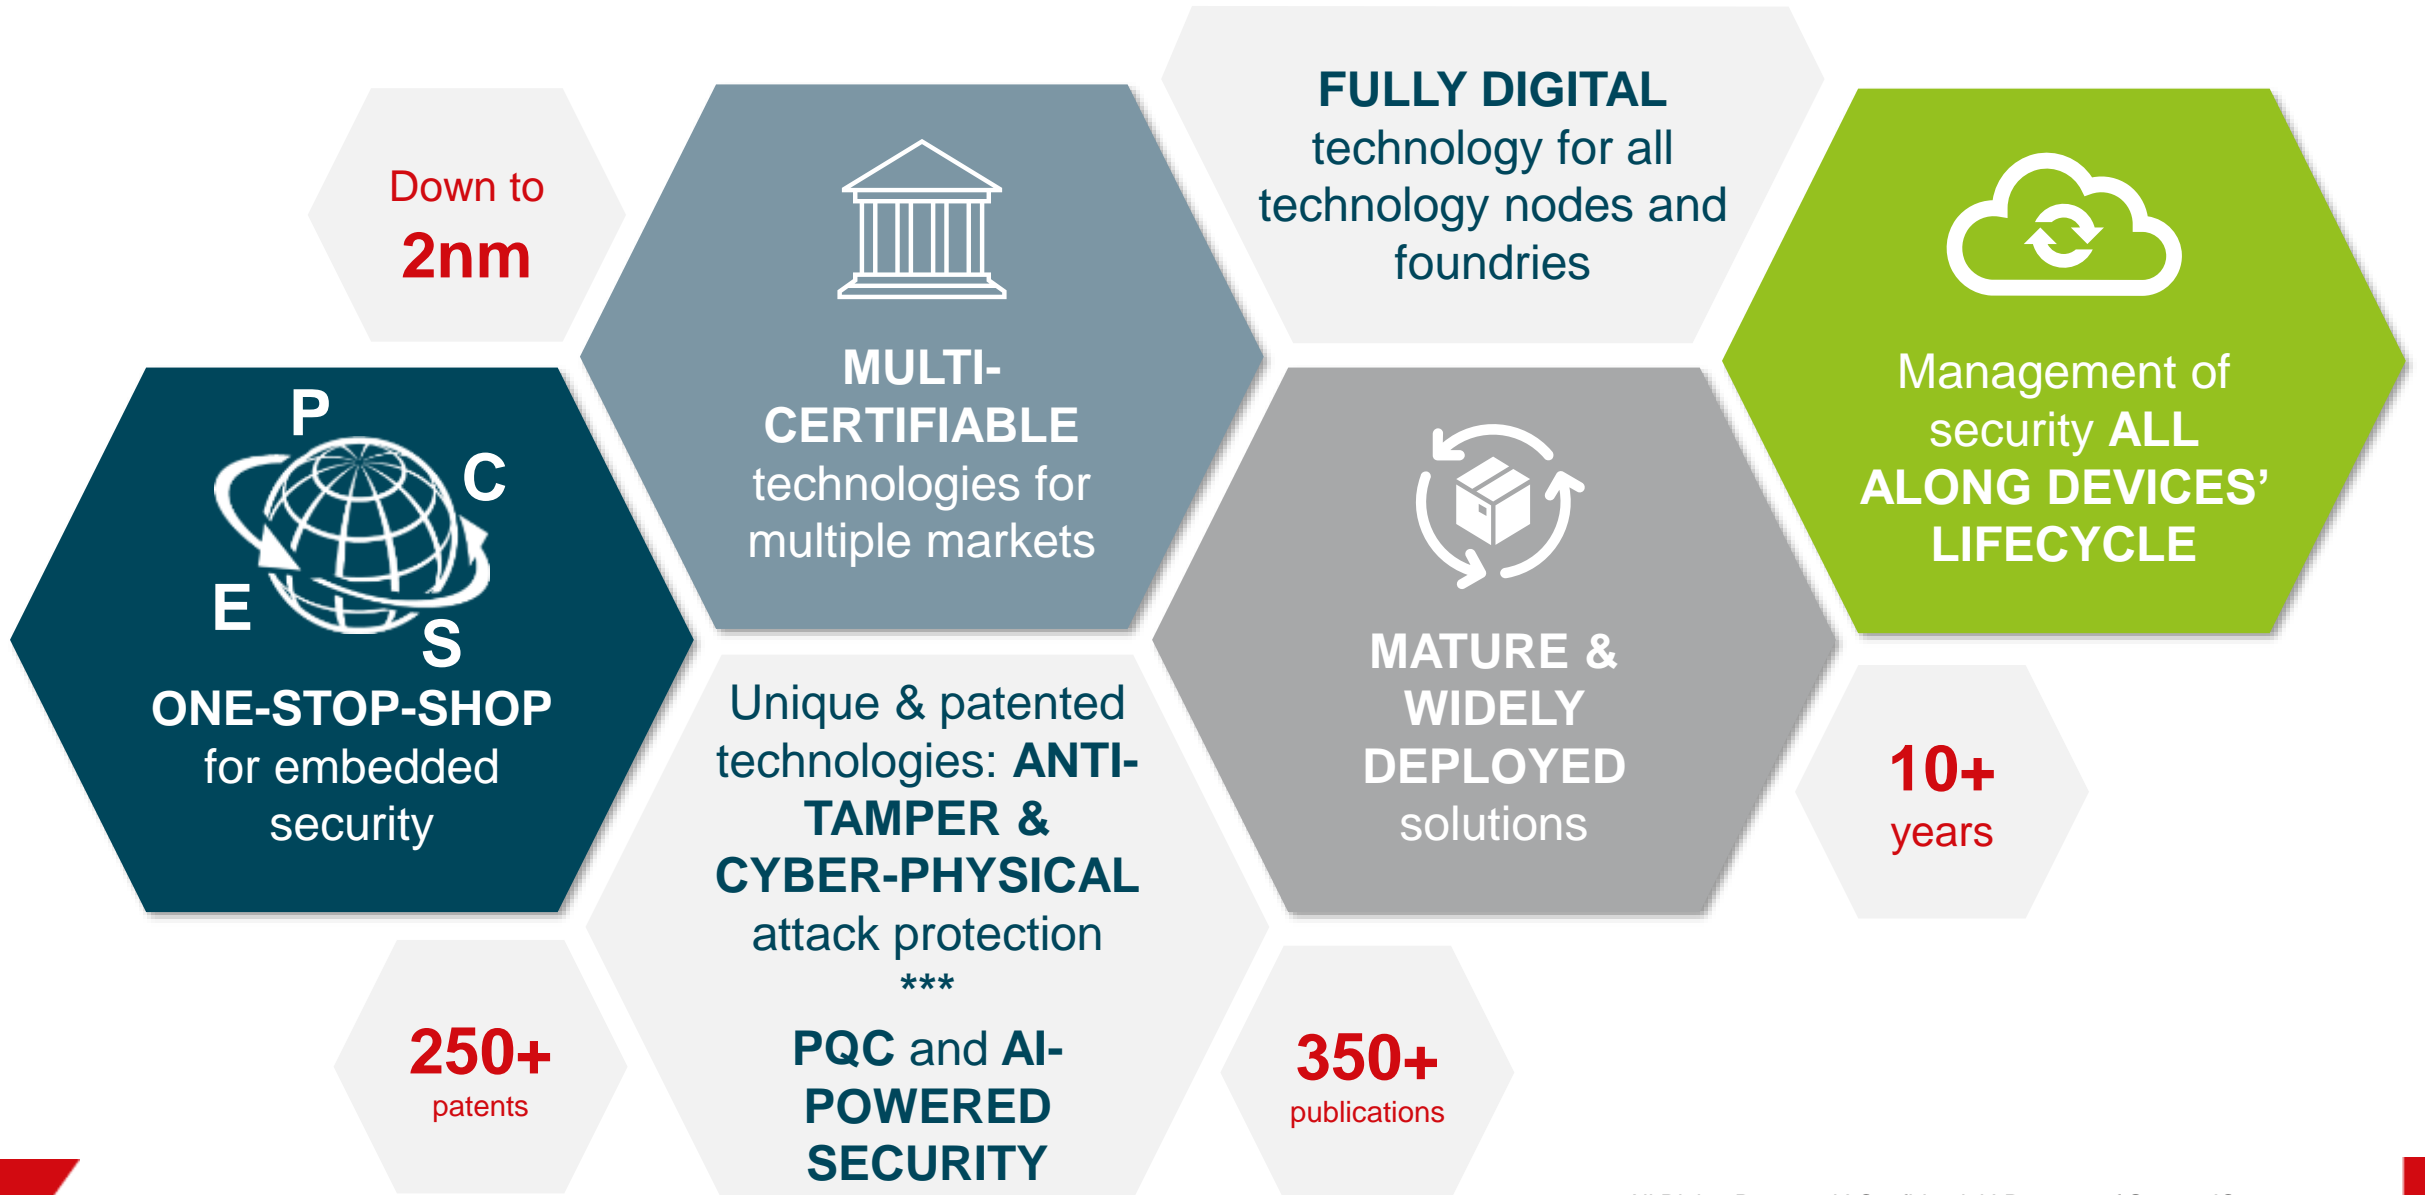 Down to
2nm
MULTI-
CERTIFIABLE
technologies for
multiple markets
FULLY DIGITAL
technology for all
technology nodes and
foundries
Management of
security ALL
ALONG DEVICES’
LIFECYCLE
P
C
E
S
ONE-STOP-SHOP
for embedded
security
Unique & patented
technologies: ANTI-
TAMPER &
CYBER-PHYSICAL
attack protection
***
PQC and AI-
POWERED
SECURITY
MATURE &
WIDELY
DEPLOYED
solutions
10+
years
250+
patents
350+
publications